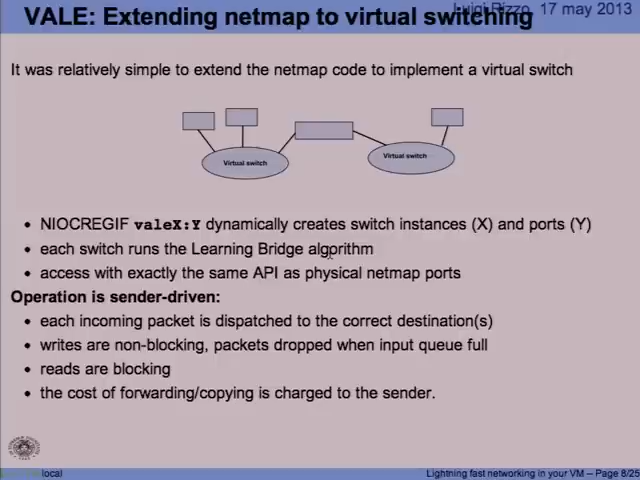 VALE: Extending netmap to virtual switching
Luigi Rizzo, 17 may 2013
It was relatively simple to extend the netmap code to implement a virtual switch
Virtual switch
Virtual switch
• NIOCREGIF valeX:Y dynamically creates switch instances (X) and ports (Y)
• each switch runs the Learning Bridge algorithm
• access with exactly the same API as physical netmap ports
Operation is sender-driven:
• each incoming packet is dispatched to the correct destination(s)
• writes are non-blocking, packets dropped when input queue full
• reads are blocking
• the cost of forwarding/copying is charged to the sender.
local
Lightning fast networking in your VM -- Page 8/25